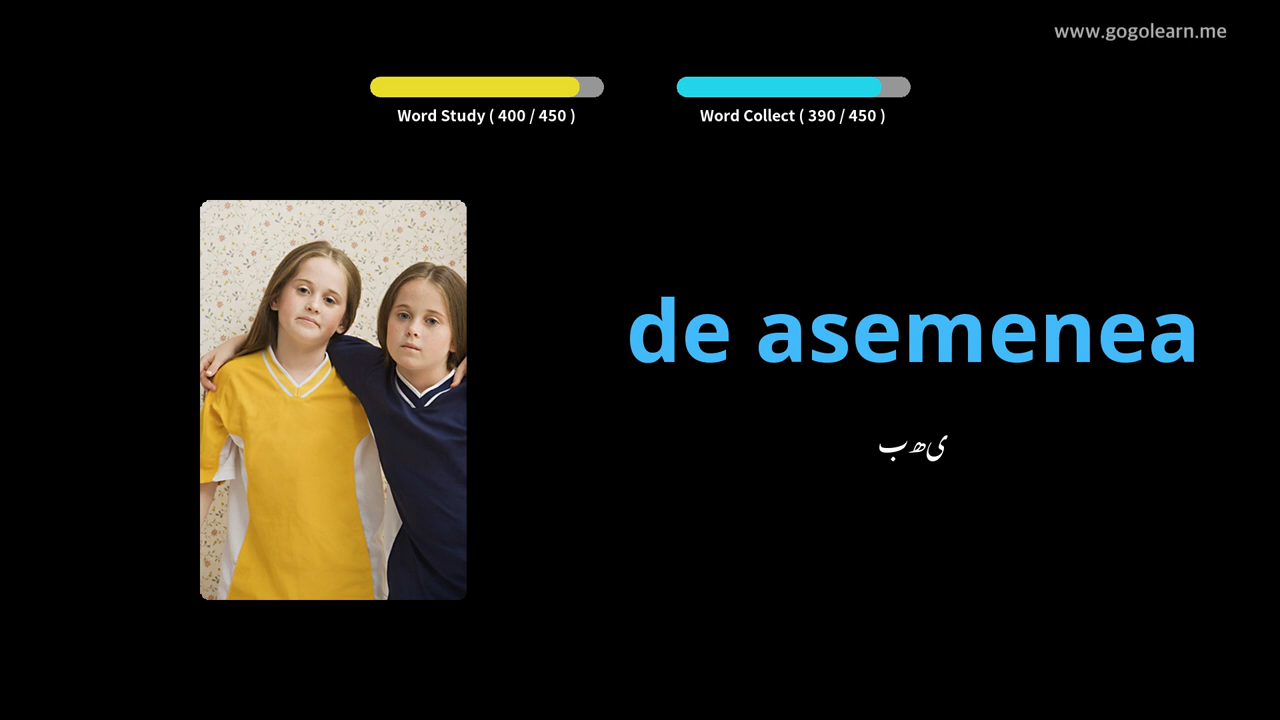 www.gogolearn.me
Word Study ( 400 / 450 )
Word Collect ( 390 / 450 )
de asemenea
بھی